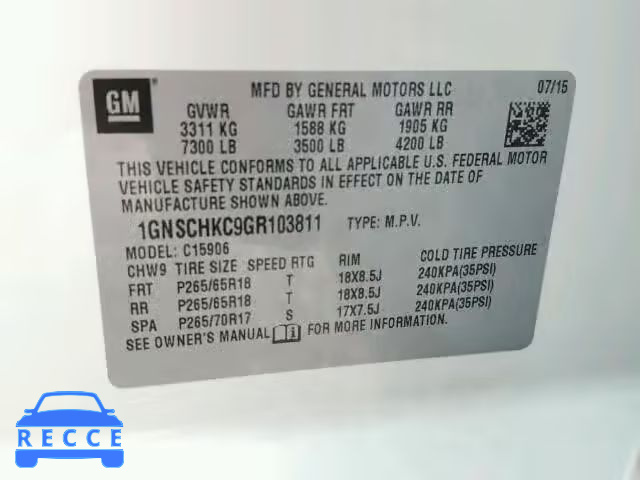 GM
MFD BY GENERAL MOTORS LLC 07/15
GVWR GAWR FRT GAWR RR
3311 KG 1588 KG 1905 KG
7300 LB 3500 LB 4200 LB
THIS VEHICLE CONFORMS TO ALL APPLICABLE U.S. FEDERAL MOTOR
VEHICLE SAFETY STANDARDS IN EFFECT ON THE DATE OF
MANUFACTURE SHOWN ABOVE.
1GNSCHKC9GR103811 TYPE: M.P.V.
MODEL: C15906
CHW9 TIRE SIZE SPEED RTG RIM COLD TIRE PRESSURE
FRT P265/65R18 T 18X8.5J 240KPA(35PSI)
RR P265/65R18 T 18X8.5J 240KPA(35PSI)
SPA P265/70R17 S 17X7.5J 240KPA(35PSI)
SEE OWNER'S MANUAL FOR MORE INFORMATION.
RECCE